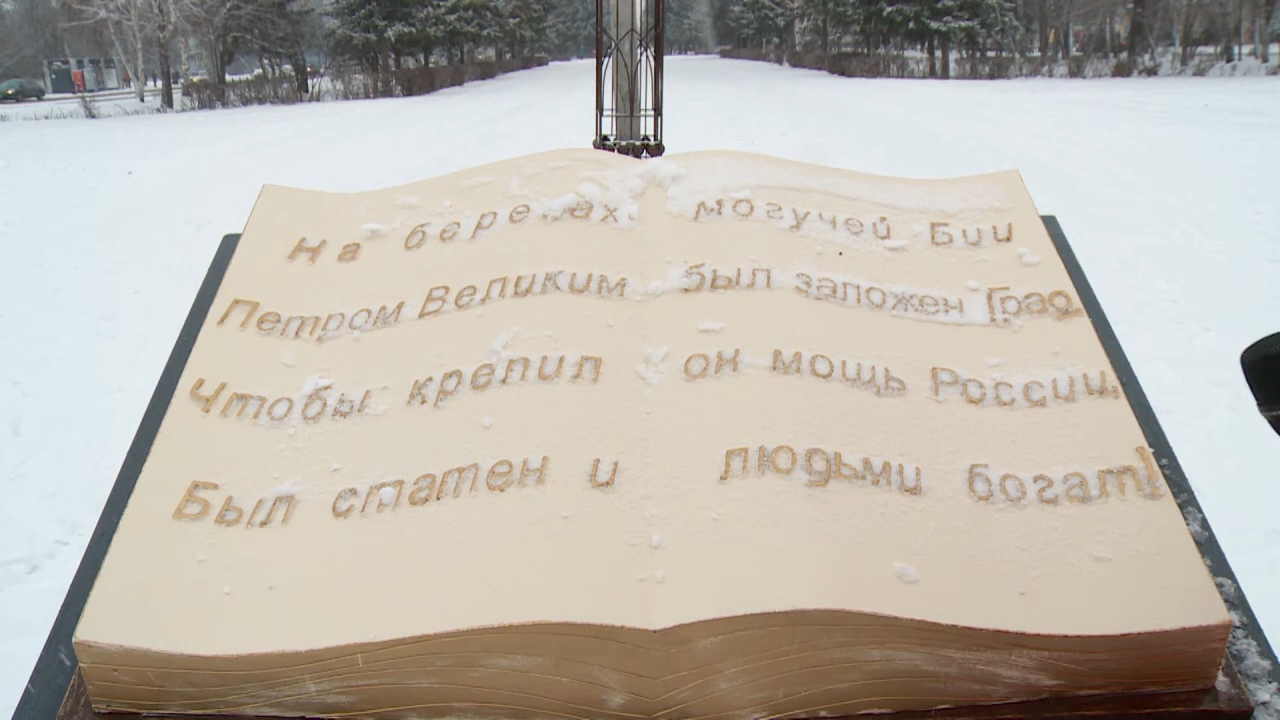 На берегах могучей Бии
Петром Великим был заложен Град
Чтобы крепил он мощь России,
Был статен и людьми богат!